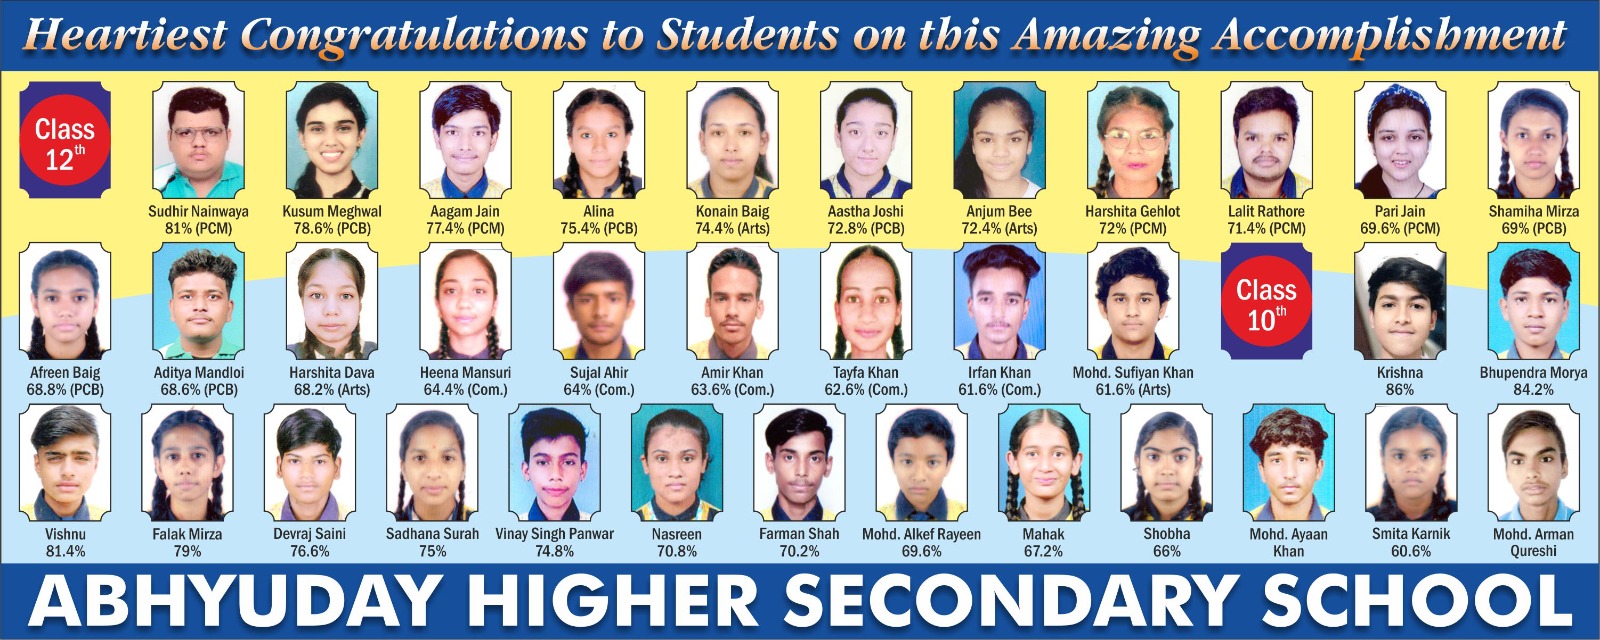 Heartiest Congratulations to Students on this Amazing Accomplishment
Class
12th
Sudhir Nainwaya
81% (PCM)
Kusum Meghwal
78.6% (PCB)
Aagam Jain
77.4% (PCM)
Alina
75.4% (PCB)
Konain Baig
74.4% (Arts)
Aastha Joshi
72.8% (PCB)
Anjum Bee
72.4% (Arts)
Harshita Gehlot
72% (PCM)
Lalit Rathore
71.4% (PCM)
Pari Jain
69.6% (PCM)
Shamiha Mirza
69% (PCB)
Afreen Baig
68.8% (PCB)
Aditya Mandloi
68.6% (PCB)
Harshita Dava
68.2% (Arts)
Heena Mansuri
64.4% (Com.)
Sujal Ahir
64% (Com.)
Amir Khan
63.6% (Com.)
Tayfa Khan
62.6% (Com.)
Irfan Khan
61.6% (Com.)
Mohd. Sufiyan Khan
61.6% (Arts)
Class
10th
Krishna
86%
Bhupendra Morya
84.2%
Vishnu
81.4%
Falak Mirza
79%
Devraj Saini
76.6%
Sadhana Surah
75%
Vinay Singh Panwar
74.8%
Nasreen
70.8%
Farman Shah
70.2%
Mohd. Alkef Rayeen
69.6%
Mahak
67.2%
Shobha
66%
Mohd. Ayaan
Khan
Smita Karnik
60.6%
Mohd. Arman
Qureshi
ABHYUDAY HIGHER SECONDARY SCHOOL